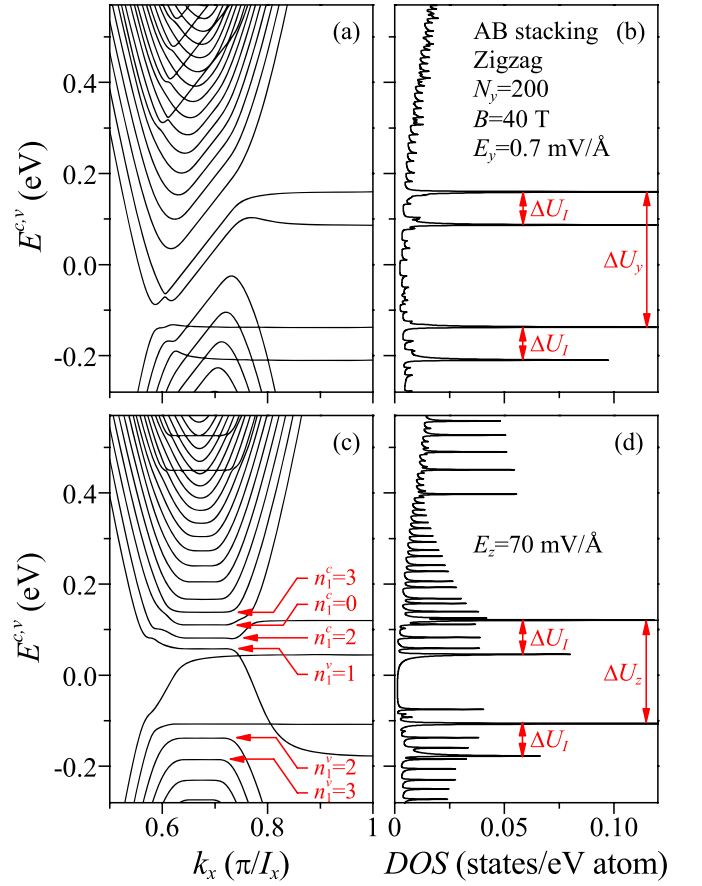 (a)
(b)
AB stacking
Zigzag
N_y=200
B=40 T
E_y=0.7 mV/Å
ΔU_I
ΔU_y
ΔU_I
E^{c,v} (eV)
0.4
0.2
0.0
-0.2
(c)
(d)
E_z=70 mV/Å
n_1^c=3
n_1^c=0
n_1^c=2
n_1^v=1
n_1^v=2
n_1^v=3
ΔU_I
ΔU_z
ΔU_I
E^{c,v} (eV)
0.4
0.2
0.0
-0.2
0.6
0.8
1
0
0.05
0.10
k_x (π/I_x)
DOS (states/eV atom)